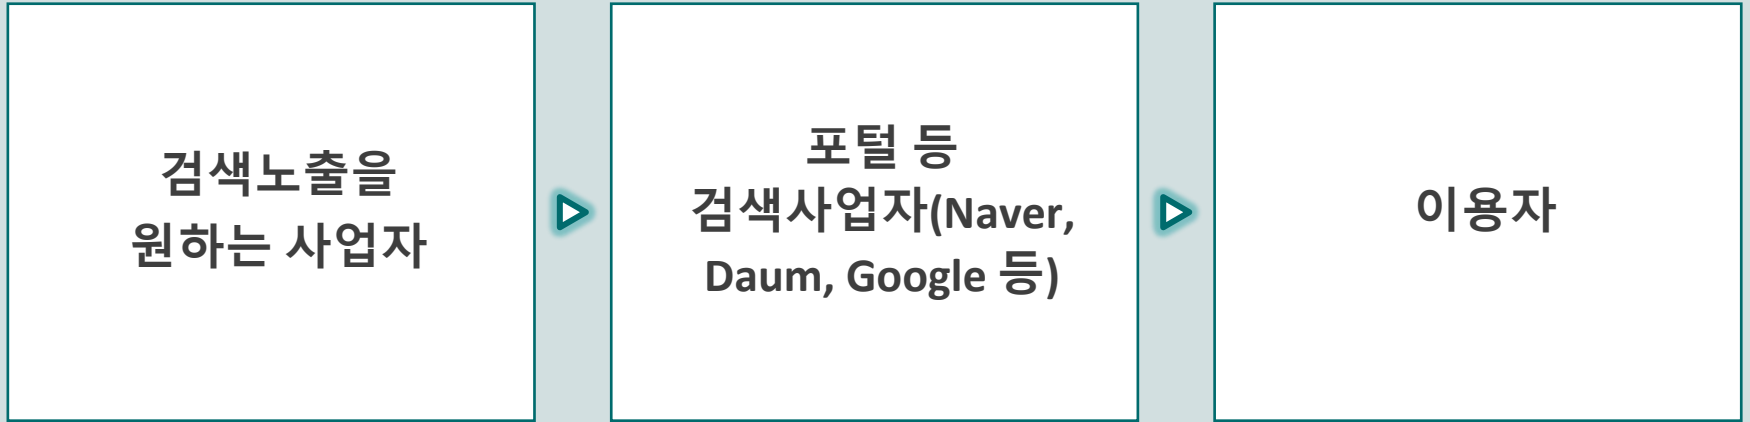 검색노출을
원하는 사업자
포털 등
검색사업자(Naver,
Daum, Google 등)
이용자